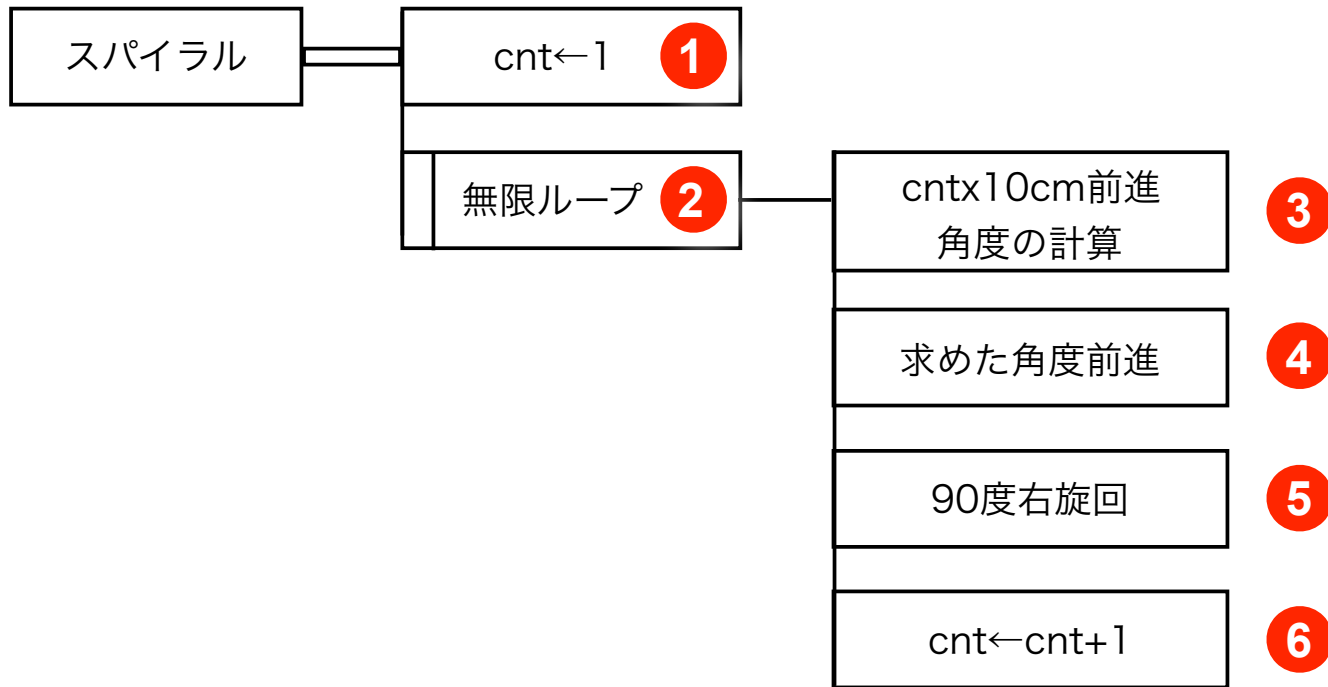 スパイラル
cnt←1
1
無限ループ
2
cntx10cm前進
角度の計算
3
求めた角度前進
4
90度右旋回
5
cnt←cnt+1
6